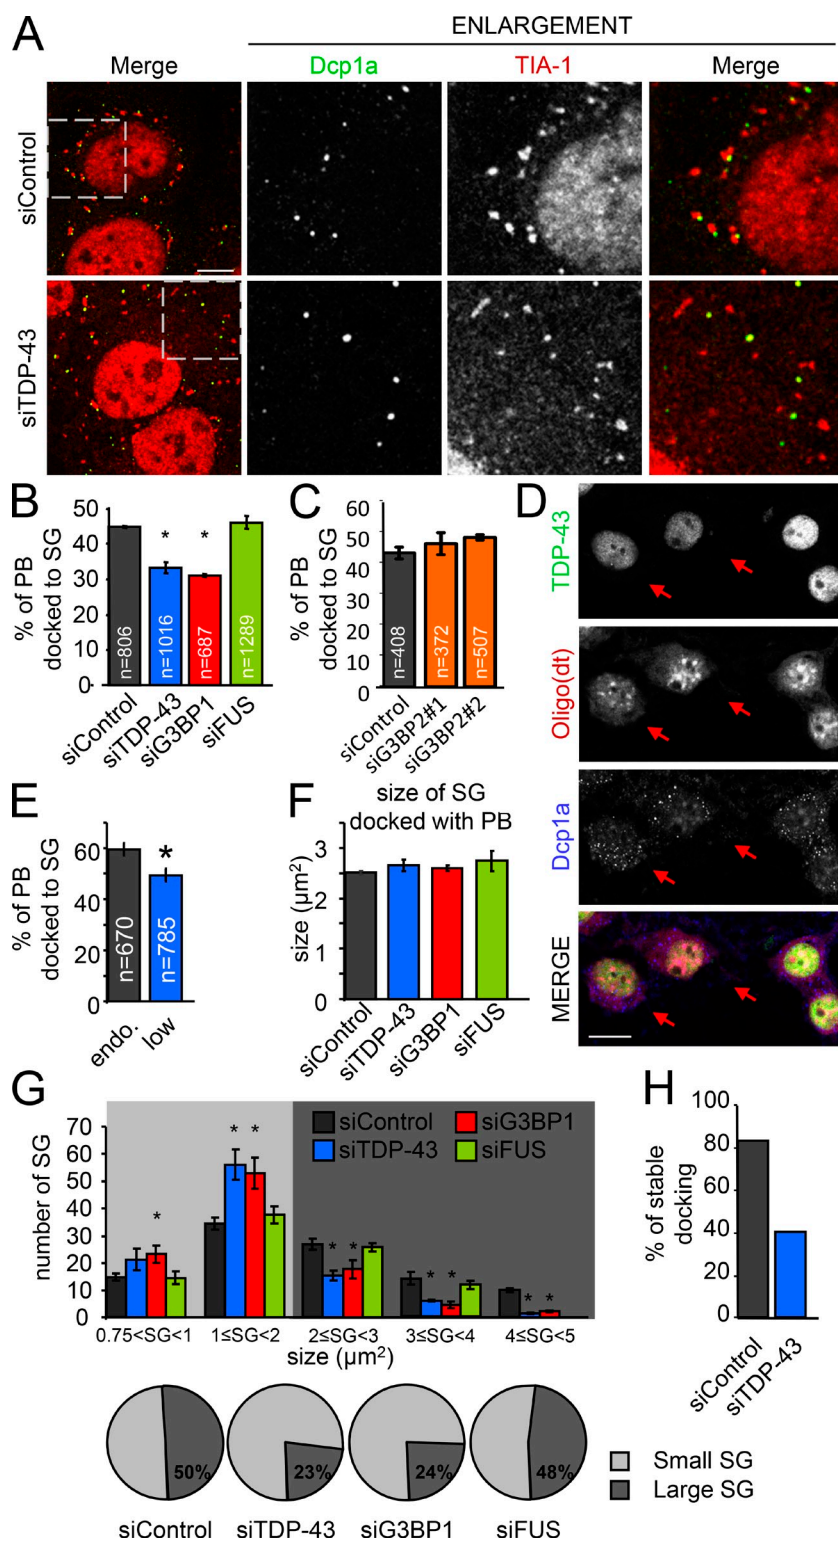 A
ENLARGEMENT
Merge
Dcp1a
TIA-1
Merge
siControl
siTDP-43
B
% of PB
docked to SG
50
40
30
20
10
0
n=806
n=1016
n=687
n=1289
* *
siControl
siTDP-43
siG3BP1
siFUS
C
% of PB
docked to SG
60
50
40
30
20
10
0
n=408
n=372
n=507
siControl
siG3BP2#1
siG3BP2#2
D
TDP-43
Oligo(dt)
Dcp1a
MERGE
E
% of PB
docked to SG
60
40
20
0
n=670
n=785
*
endo.
low
F
size of SG
docked with PB
size (µm²)
3
2
1
0
siControl
siTDP-43
siG3BP1
siFUS
G
number of SG
70
60
50
40
30
20
10
0
siControl
siG3BP1
siTDP-43
siFUS
*
* *
* *
* *
* *
0.75<SG<1
1≤SG<2
2≤SG<3
3≤SG<4
4≤SG<5
size (µm²)
50%
23%
24%
48%
siControl
siTDP-43
siG3BP1
siFUS
Small SG
Large SG
H
% of stable
docking
100
80
60
40
20
0
siControl
siTDP-43